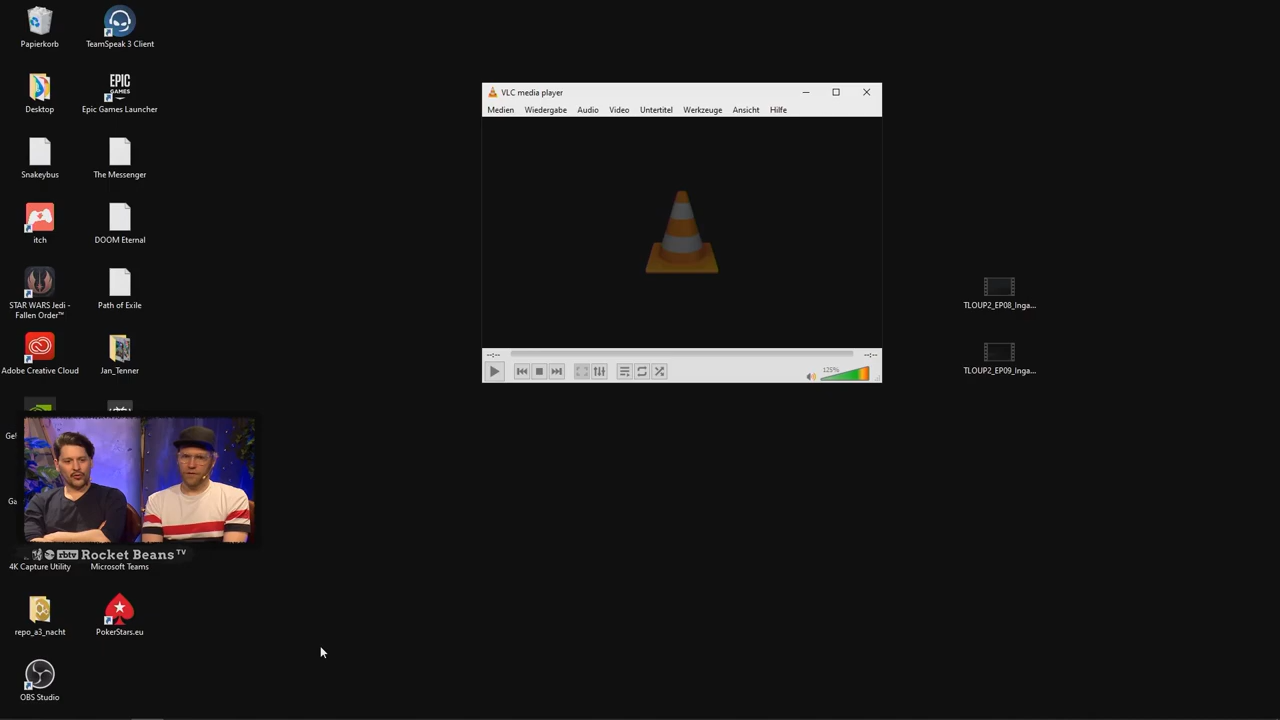 Papierkorb
TeamSpeak 3 Client
Desktop
EPIC
GAMES
Epic Games Launcher
Snakeybus
The Messenger
itch
DOOM Eternal
STAR WARS Jedi -
Fallen Order™
Path of Exile
Adobe Creative Cloud
Jan_Tenner
rbtv Rocket Beans TV
4K Capture Utility
Microsoft Teams
repo_a3_nacht
PokerStars.eu
OBS Studio
VLC media player
Medien Wiedergabe Audio Video Untertitel Werkzeuge Ansicht Hilfe
--:-- --:--
125%
TLOUP2_EP08_Inga...
TLOUP2_EP09_Inga...